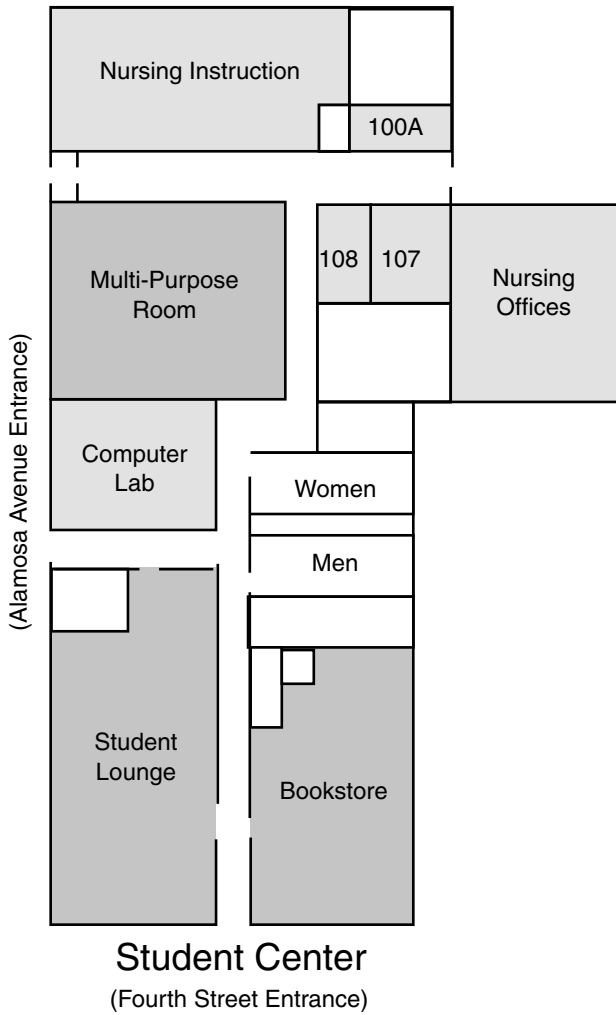 Nursing Instruction
100A
108
107
Multi-Purpose
Room
Nursing
Offices
(Alamosa Avenue Entrance)
Computer
Lab
Women
Men
Student
Lounge
Bookstore
Student Center
(Fourth Street Entrance)